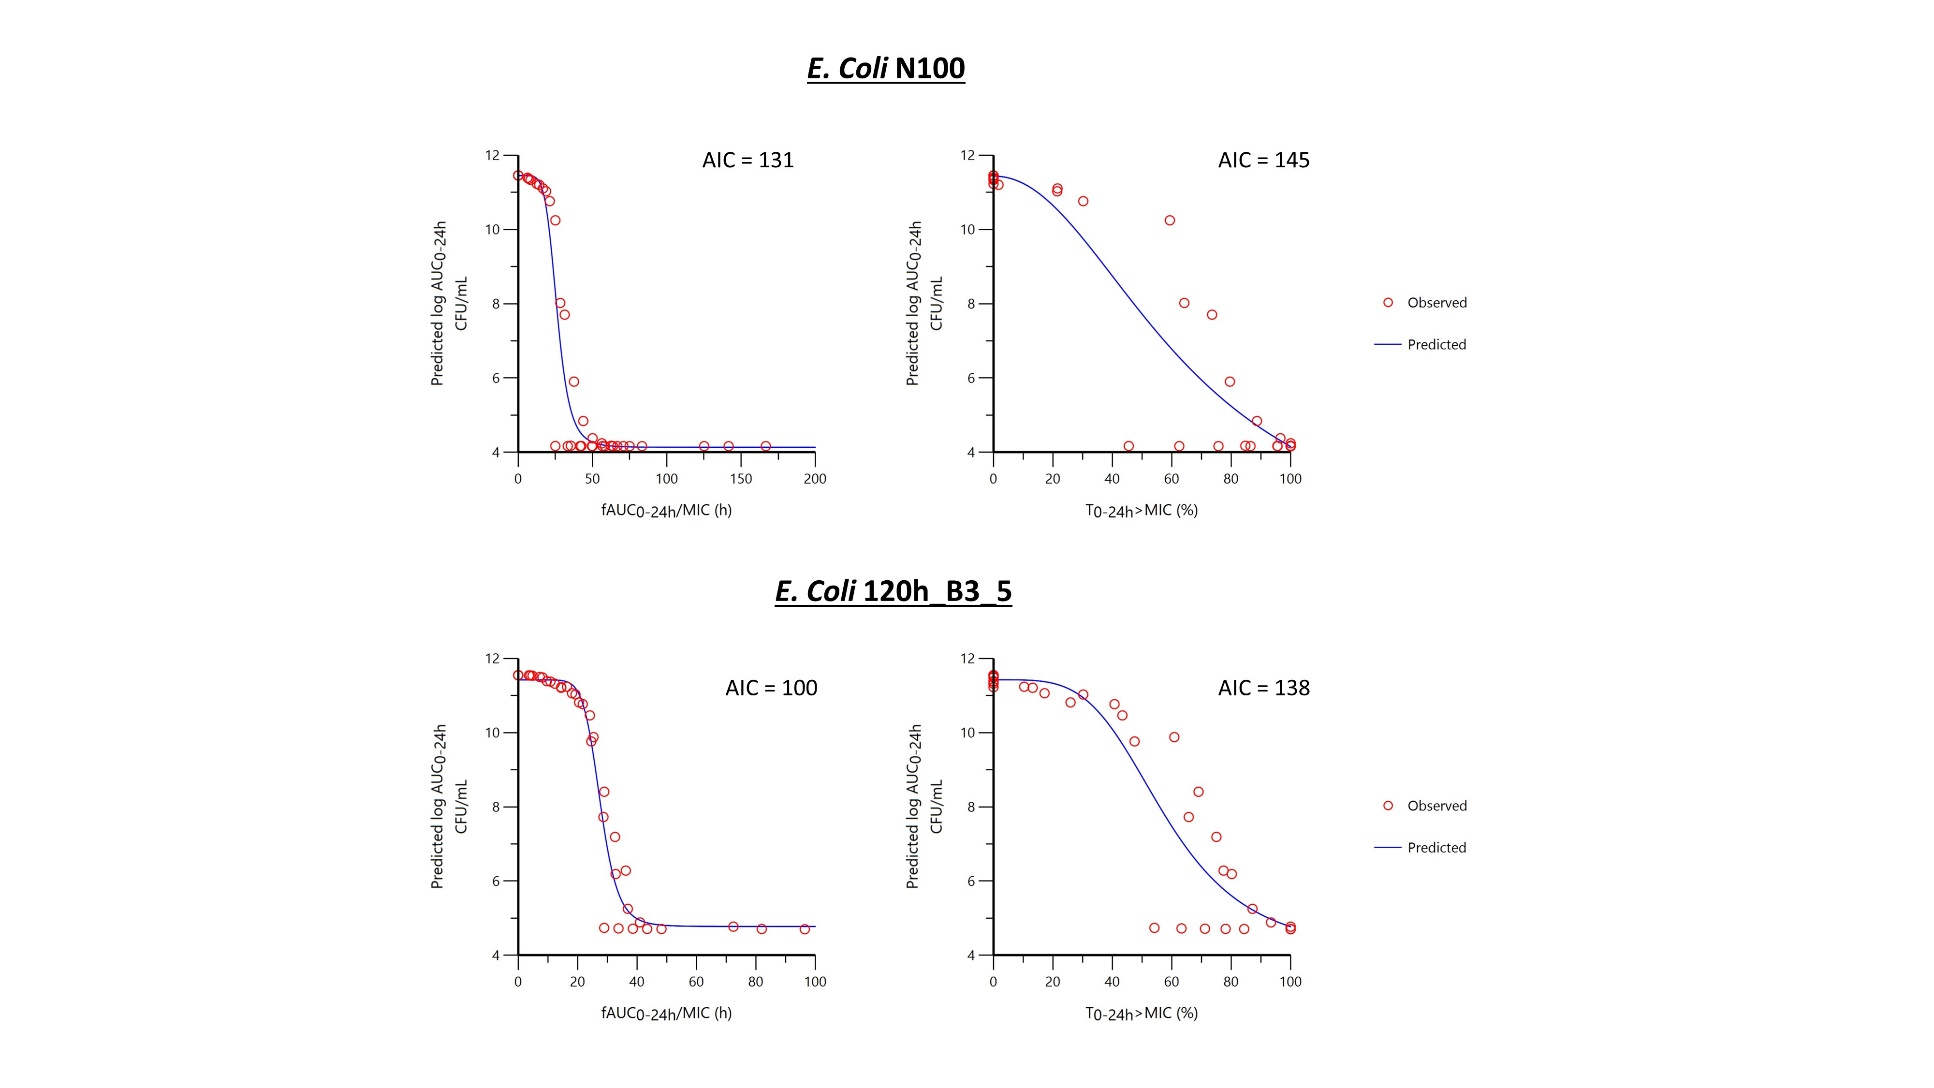 E. Coli N100
AIC = 131
12
10
8
6
4
Predicted log AUC0-24h
CFU/mL
0 50 100 150 200
fAUC0-24h/MIC (h)
AIC = 145
12
10
8
6
4
Predicted log AUC0-24h
CFU/mL
0 20 40 60 80 100
T0-24h>MIC (%)
Observed
Predicted
E. Coli 120h_B3_5
AIC = 100
12
10
8
6
4
Predicted log AUC0-24h
CFU/mL
0 20 40 60 80 100
fAUC0-24h/MIC (h)
AIC = 138
12
10
8
6
4
Predicted log AUC0-24h
CFU/mL
0 20 40 60 80 100
T0-24h>MIC (%)
Observed
Predicted